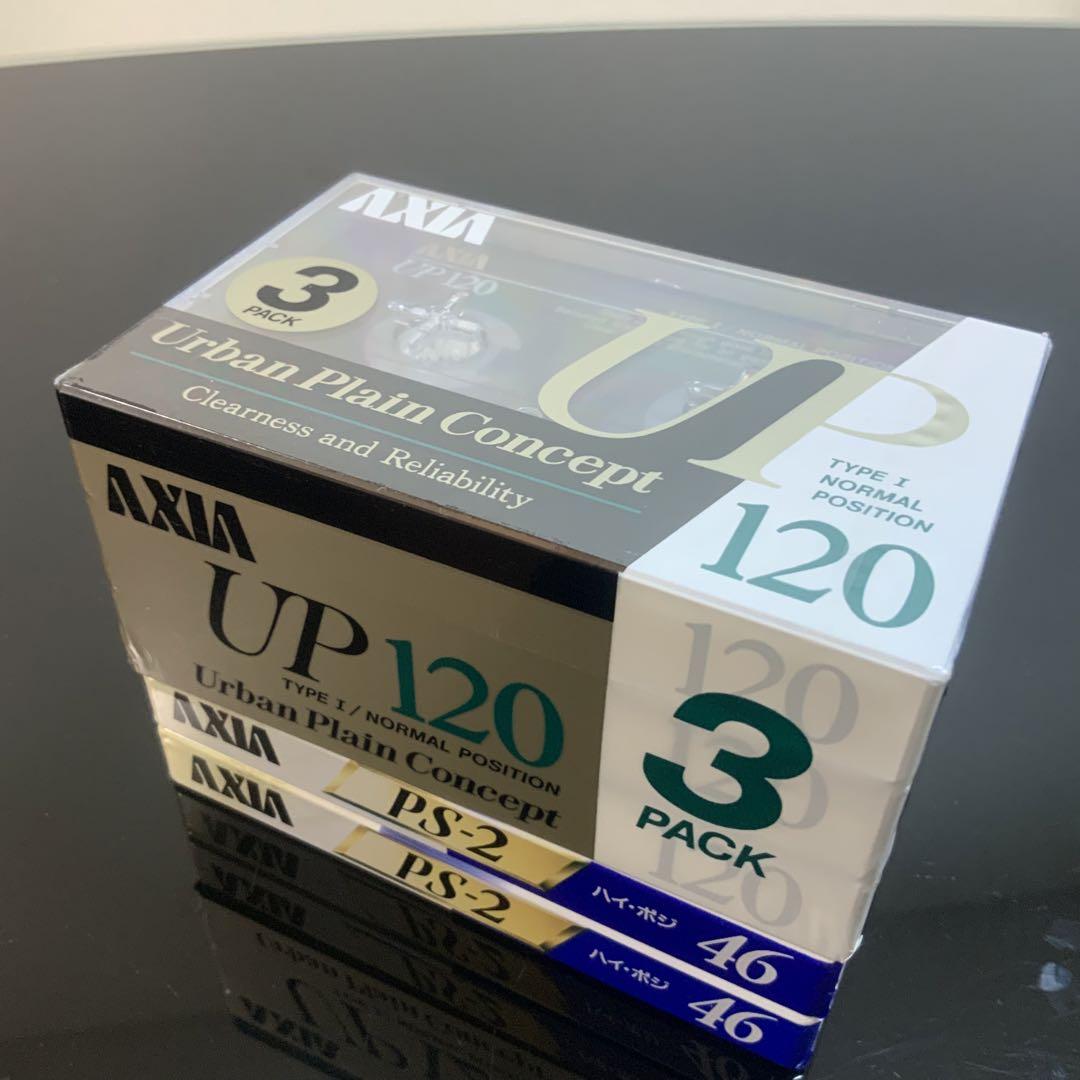 AXIA
AXIA
UP 120
3
PACK
UP
Urban Plain Concept
Clearness and Reliability
TYPE I
NORMAL
POSITION
120
AXIA
UP 120
TYPE I / NORMAL POSITION
Urban Plain Concept
120
120
120
3
PACK
AXIA
PS-2
ハイ・ポジ
46
AXIA
PS-2
ハイ・ポジ
46